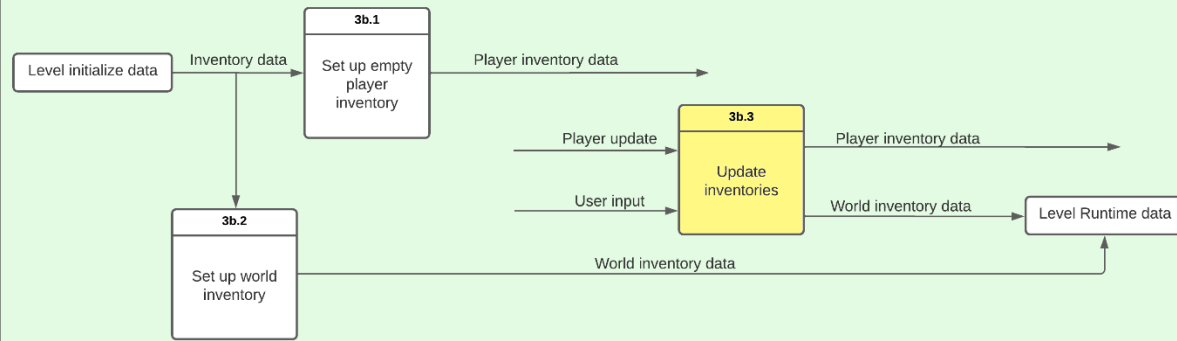 3b.1
Level initialize data
Inventory data
Set up empty
player
inventory
Player inventory data
3b.3
Player update
User input
Update
inventories
Player inventory data
World inventory data
Level Runtime data
3b.2
Set up world
inventory
World inventory data